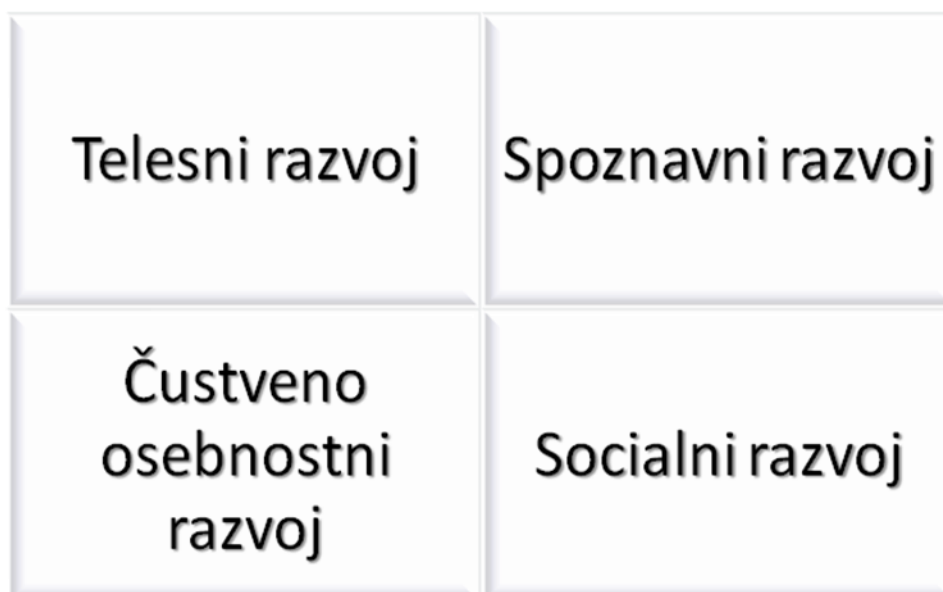 Telesni razvoj
Spoznavni razvoj
Čustveno
osebnostni
razvoj
Socialni razvoj